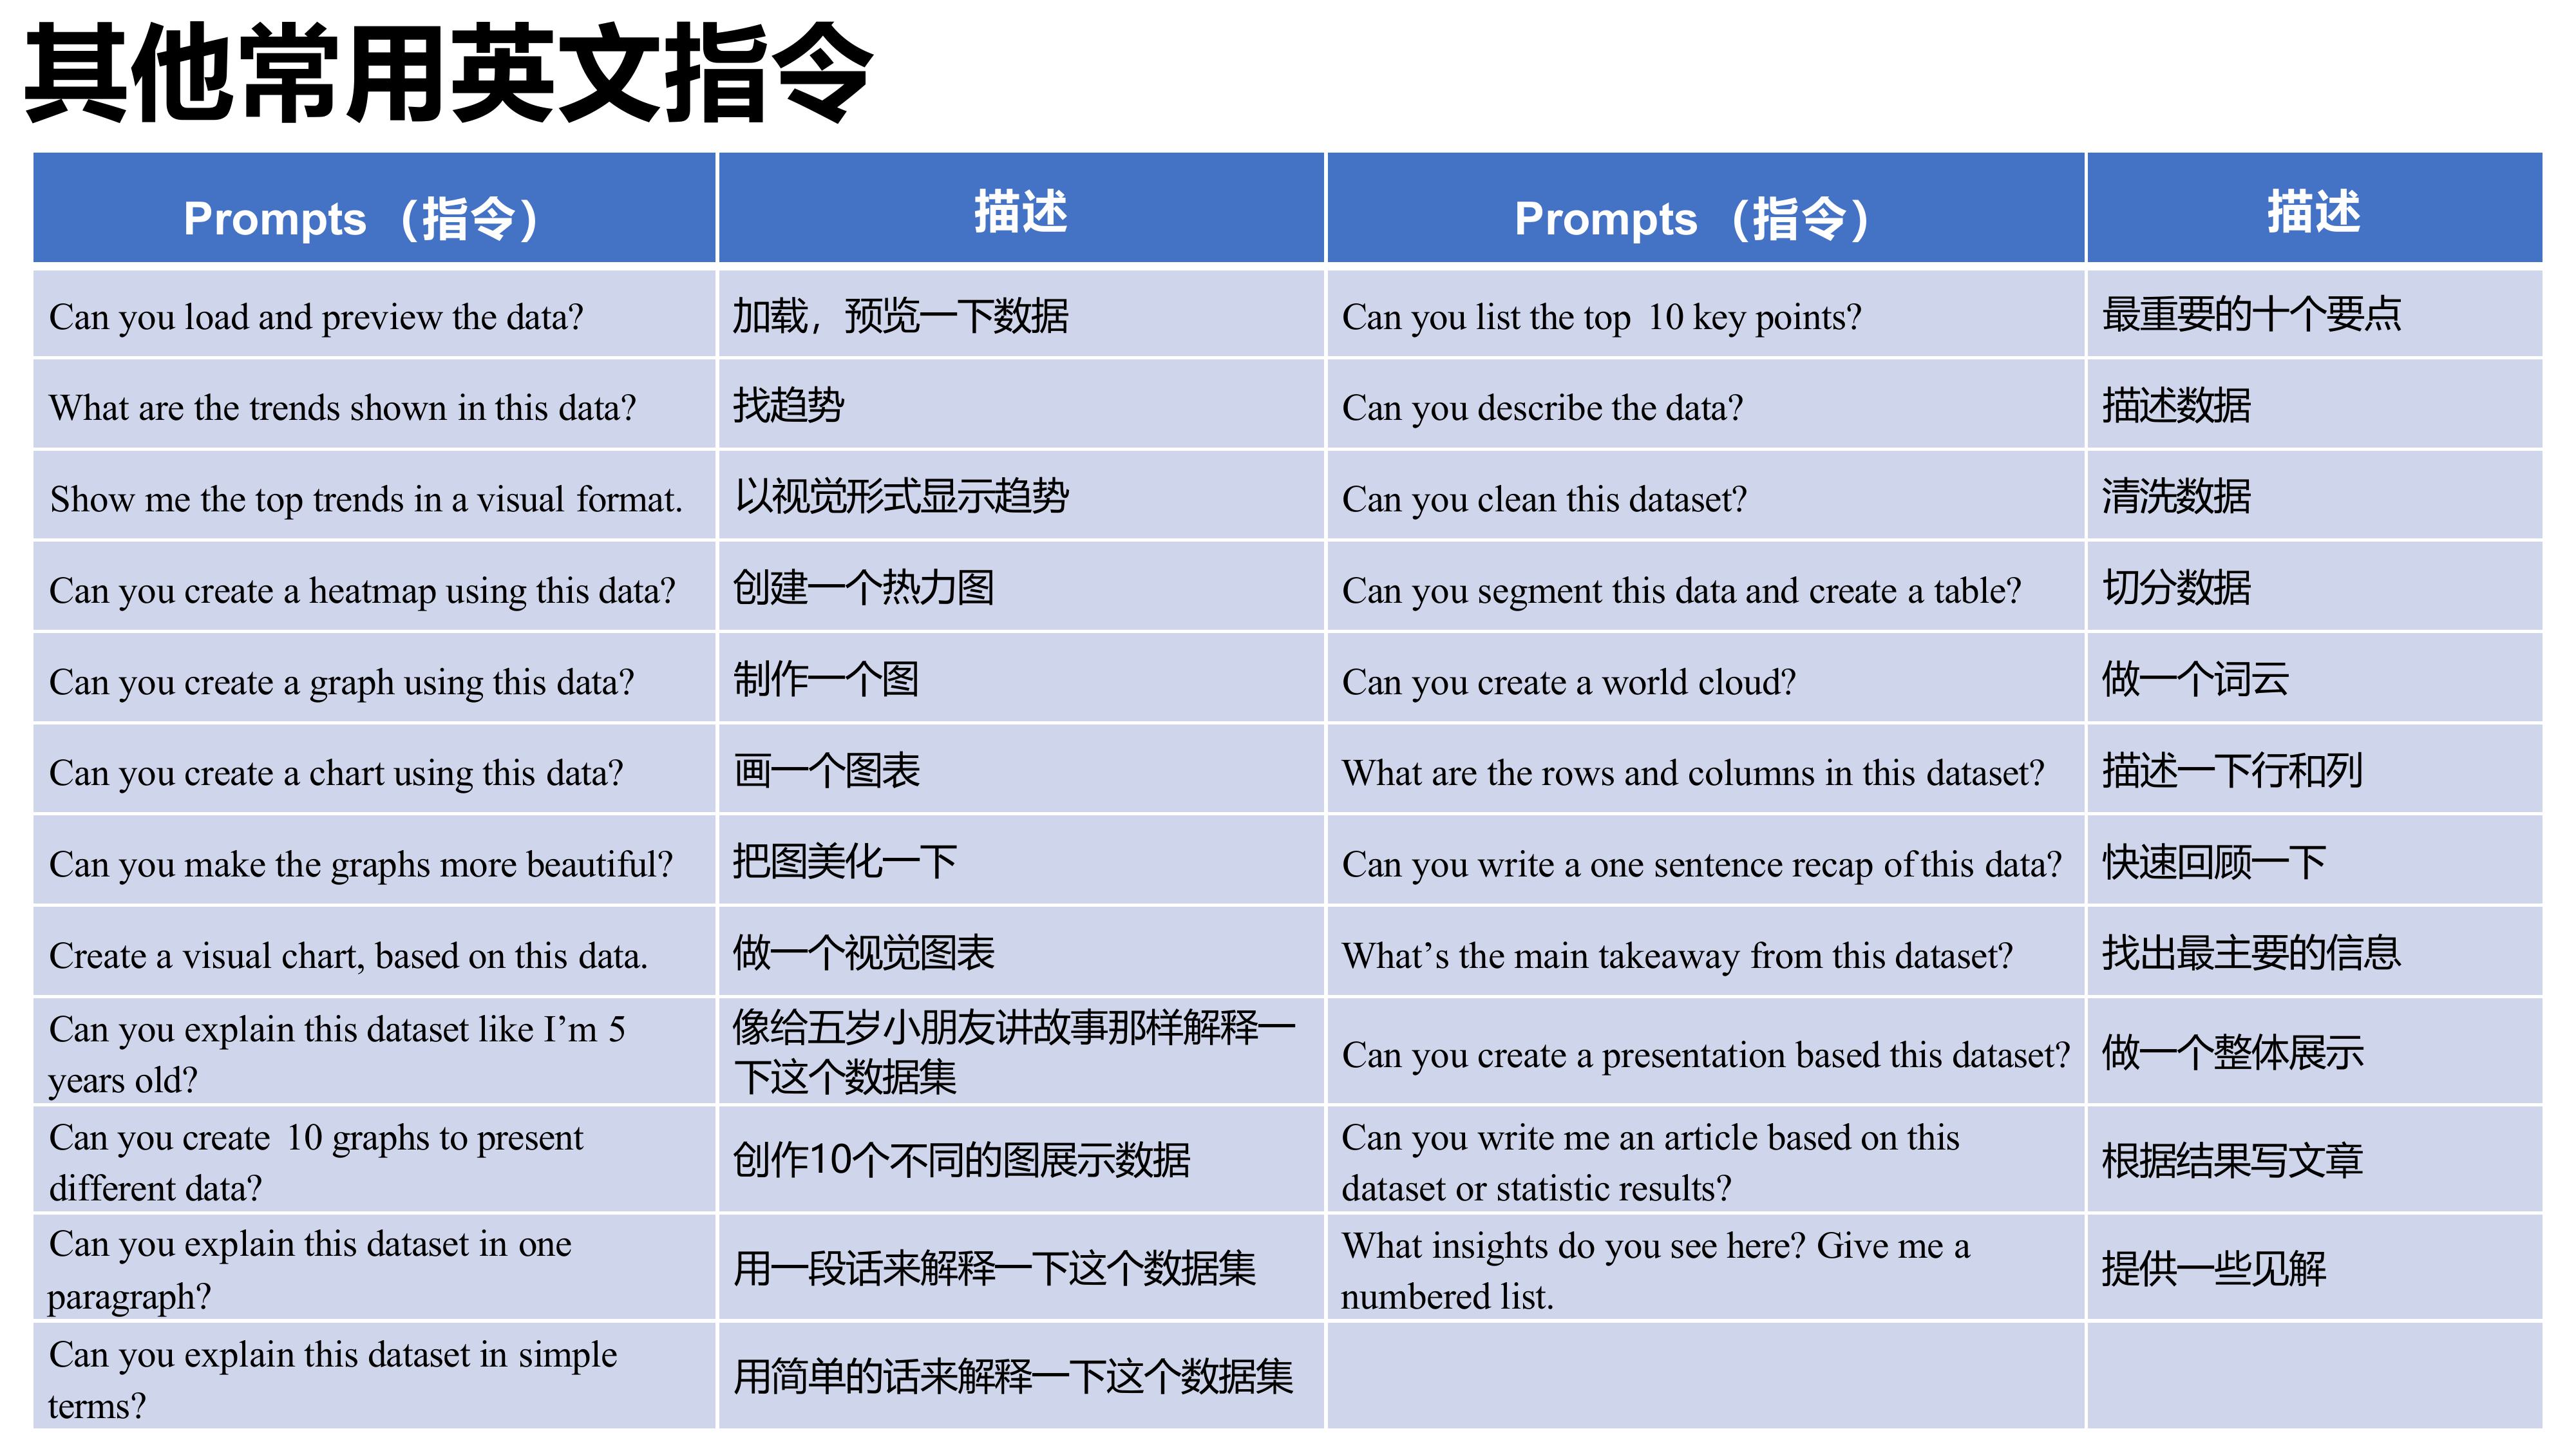 其他常用英文指令
Prompts（指令） 描述 Prompts（指令） 描述
Can you load and preview the data? 加载，预览一下数据 Can you list the top 10 key points? 最重要的十个要点
What are the trends shown in this data? 找趋势 Can you describe the data? 描述数据
Show me the top trends in a visual format. 以视觉形式显示趋势 Can you clean this dataset? 清洗数据
Can you create a heatmap using this data? 创建一个热力图 Can you segment this data and create a table? 切分数据
Can you create a graph using this data? 制作一个图 Can you create a world cloud? 做一个词云
Can you create a chart using this data? 画一个图表 What are the rows and columns in this dataset? 描述一下行和列
Can you make the graphs more beautiful? 把图美化一下 Can you write a one sentence recap of this data? 快速回顾一下
Create a visual chart, based on this data. 做一个视觉图表 What’s the main takeaway from this dataset? 找出最主要的信息
Can you explain this dataset like I’m 5
years old?
像给五岁小朋友讲故事那样解释一
下这个数据集
Can you create a presentation based this dataset? 做一个整体展示
Can you create 10 graphs to present
different data?
创作10个不同的图展示数据
Can you write me an article based on this
dataset or statistic results?
根据结果写文章
Can you explain this dataset in one
paragraph?
用一段话来解释一下这个数据集
What insights do you see here? Give me a
numbered list.
提供一些见解
Can you explain this dataset in simple
terms?
用简单的话来解释一下这个数据集